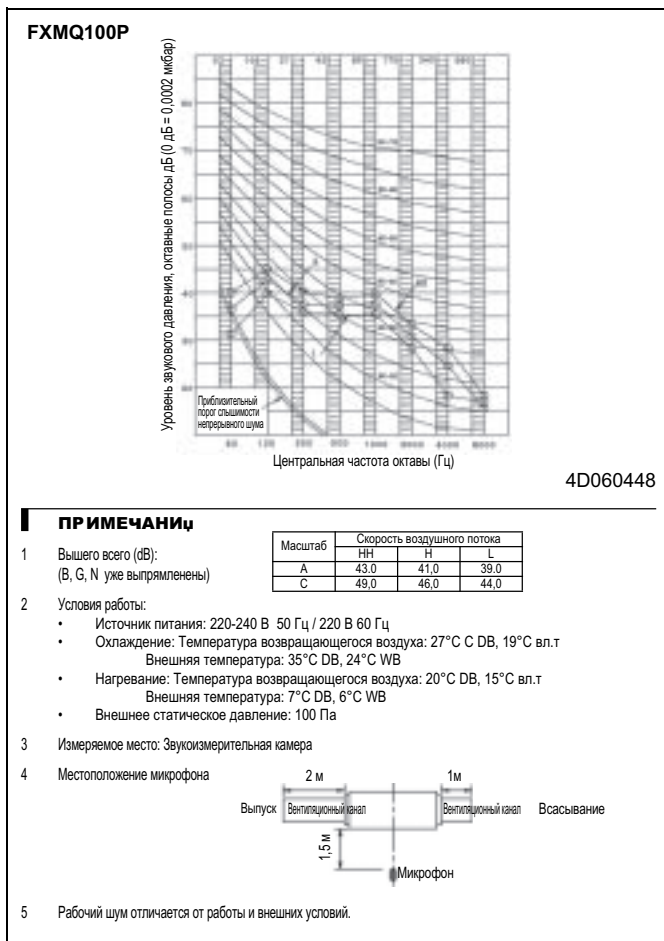 FXMQ100P
Уровень звукового давления, октавные полосы дБ (0 дБ = 0,0002 мкбар)
Приблизительный
порог слышимости
непрерывного шума
Центральная частота октавы (Гц)
4D060448
ПРИМЕЧАНИџ
1 Вышего всего (dB):
(B, G, N уже выпрямленены)
Масштаб Скорость воздушного потока
HH H L
A 43.0 41,0 39.0
C 49,0 46,0 44,0
2 Условия работы:
• Источник питания: 220-240 В 50 Гц / 220 В 60 Гц
• Охлаждение: Температура возвращающегося воздуха: 27°C C DB, 19°C вл.т
Внешняя температура: 35°C DB, 24°C WB
• Нагревание: Температура возвращающегося воздуха: 20°C DB, 15°C вл.т
Внешняя температура: 7°C DB, 6°C WB
• Внешнее статическое давление: 100 Па
3 Измеряемое место: Звукоизмерительная камера
4 Местоположение микрофона
2 м 1м
Выпуск Вентиляционный канал Вентиляционный канал Всасывание
1,5 м
Микрофон
5 Рабочий шум отличается от работы и внешних условий.